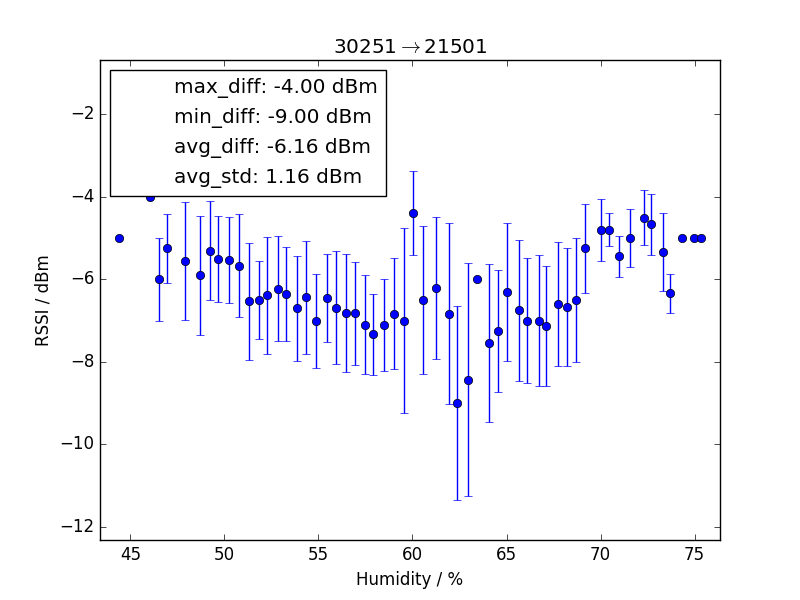 30251→21501
max_diff: -4.00 dBm
min_diff: -9.00 dBm
avg_diff: -6.16 dBm
avg_std: 1.16 dBm
RSSI / dBm
−2
−4
−6
−8
−10
−12
45 50 55 60 65 70 75
Humidity / %